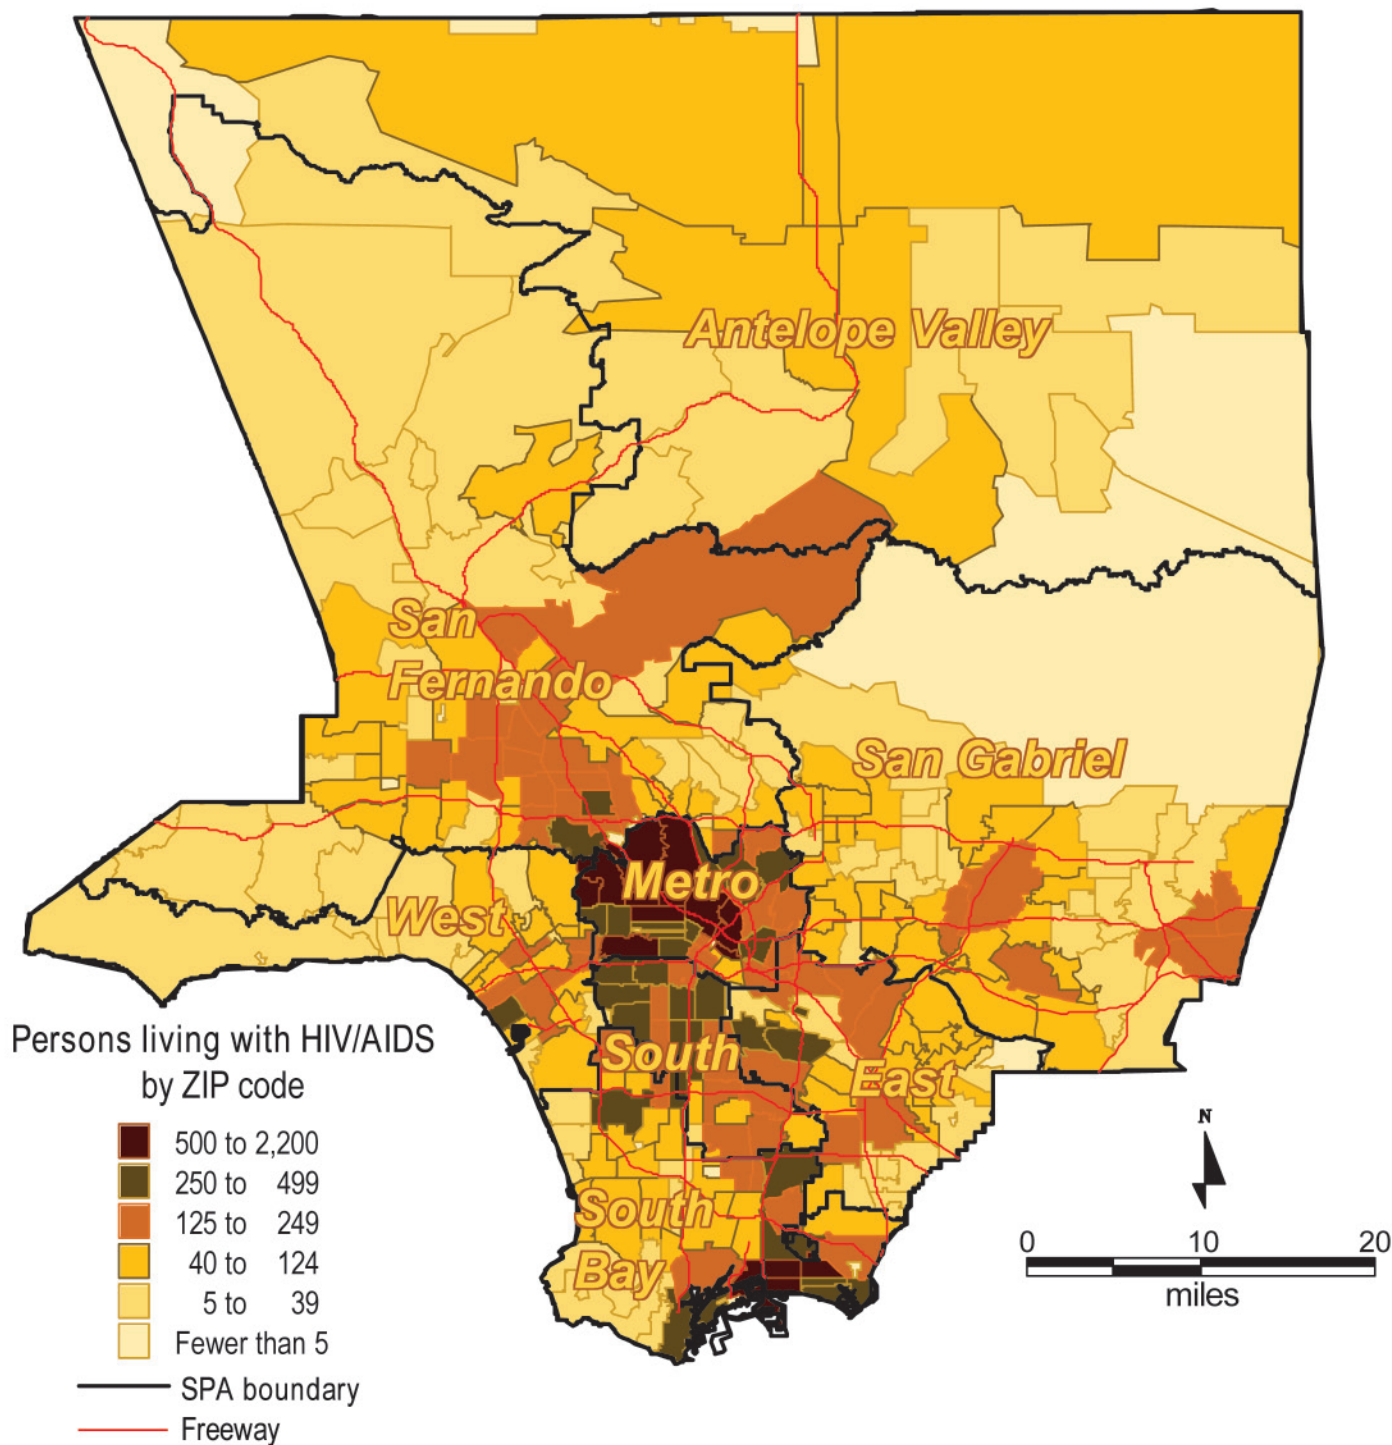 Antelope Valley
San
Fernando
San Gabriel
Metro
West
South
East
South
Bay
Persons living with HIV/AIDS
by ZIP code
500 to 2,200
250 to 499
125 to 249
40 to 124
5 to 39
Fewer than 5
SPA boundary
Freeway
N
0 10 20
miles